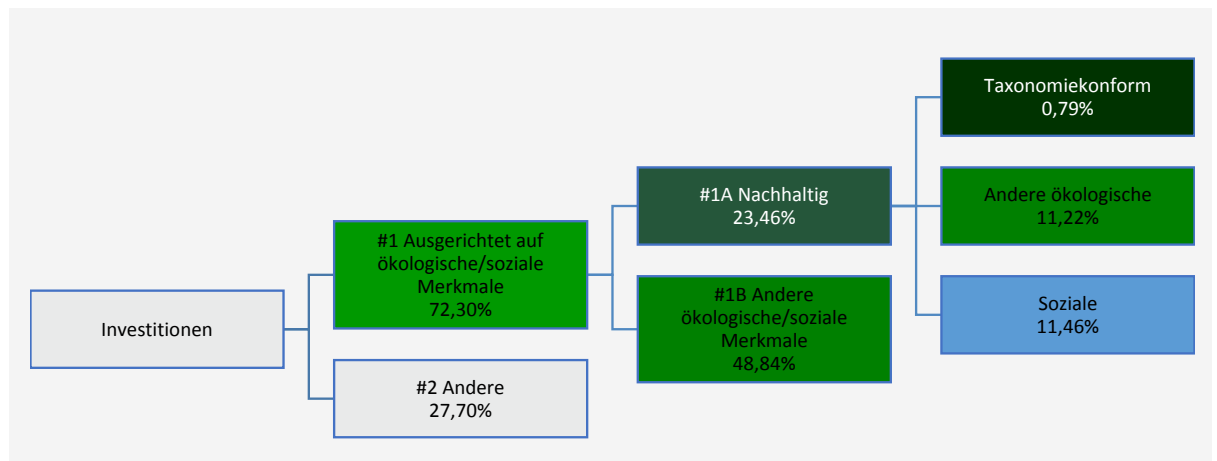 Investitionen
#1 Ausgerichtet auf
ökologische/soziale
Merkmale
72,30%
#2 Andere
27,70%
#1A Nachhaltig
23,46%
#1B Andere
ökologische/soziale
Merkmale
48,84%
Taxonomiekonform
0,79%
Andere ökologische
11,22%
Soziale
11,46%